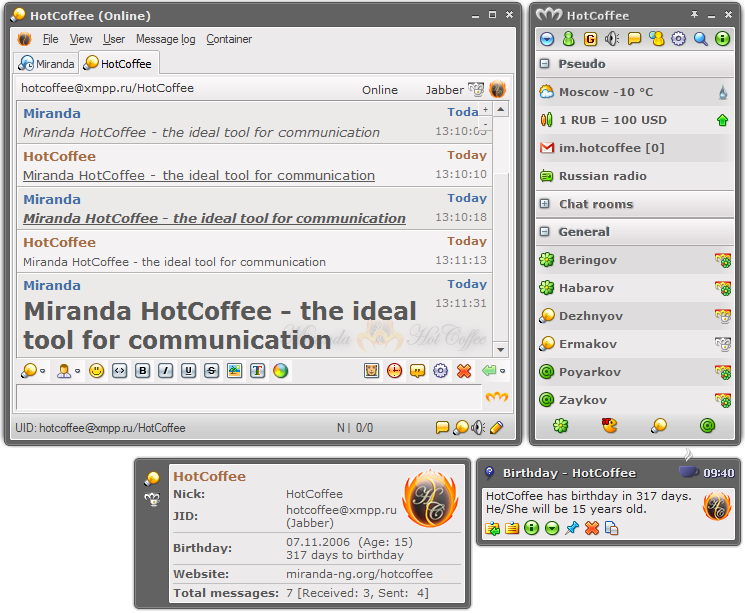 HotCoffee (Online)
File View User Message log Container
Miranda HotCoffee
hotcoffee@xmpp.ru/HotCoffee Online Jabber
Miranda Today
Miranda HotCoffee - the ideal tool for communication 13:10:03
HotCoffee Today
Miranda HotCoffee - the ideal tool for communication 13:10:10
Miranda Today
Miranda HotCoffee - the ideal tool for communication 13:10:18
HotCoffee Today
Miranda HotCoffee - the ideal tool for communication 13:11:13
Miranda Today
Miranda HotCoffee - the ideal 13:11:31
tool for communication
Miranda HotCoffee
UID: hotcoffee@xmpp.ru/HotCoffee N | 0/0
HotCoffee
Pseudo
Moscow -10 °C
1 RUB = 100 USD
im.hotcoffee [0]
Russian radio
Chat rooms
General
Beringov
Habarov
Dezhnyov
Ermakov
Poyarkov
Zaykov
HotCoffee
Nick: HotCoffee
JID: hotcoffee@xmpp.ru
(Jabber)
Birthday: 07.11.2006 (Age: 15)
317 days to birthday
Website: miranda-ng.org/hotcoffee
Total messages: 7 [Received: 3, Sent: 4]
Birthday - HotCoffee 09:40
HotCoffee has birthday in 317 days.
He/She will be 15 years old.